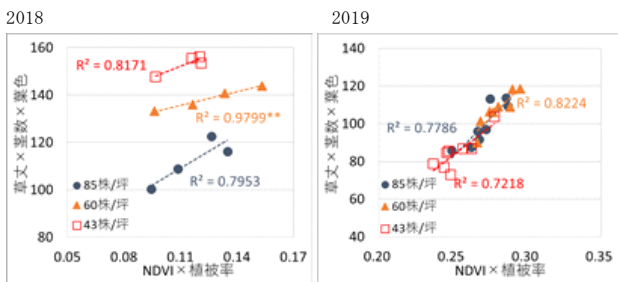 2018
2019
草丈×茎数×葉色
160
140
120
100
80
R² = 0.8171
R² = 0.9799**
R² = 0.7953
85株/坪
60株/坪
43株/坪
0.05
0.09
0.13
0.17
NDVI×植被率
草丈×茎数×葉色
140
120
100
80
60
40
R² = 0.7786
R² = 0.8224
R² = 0.7218
85株/坪
60株/坪
43株/坪
0.20
0.25
0.30
0.35
NDVI×植被率